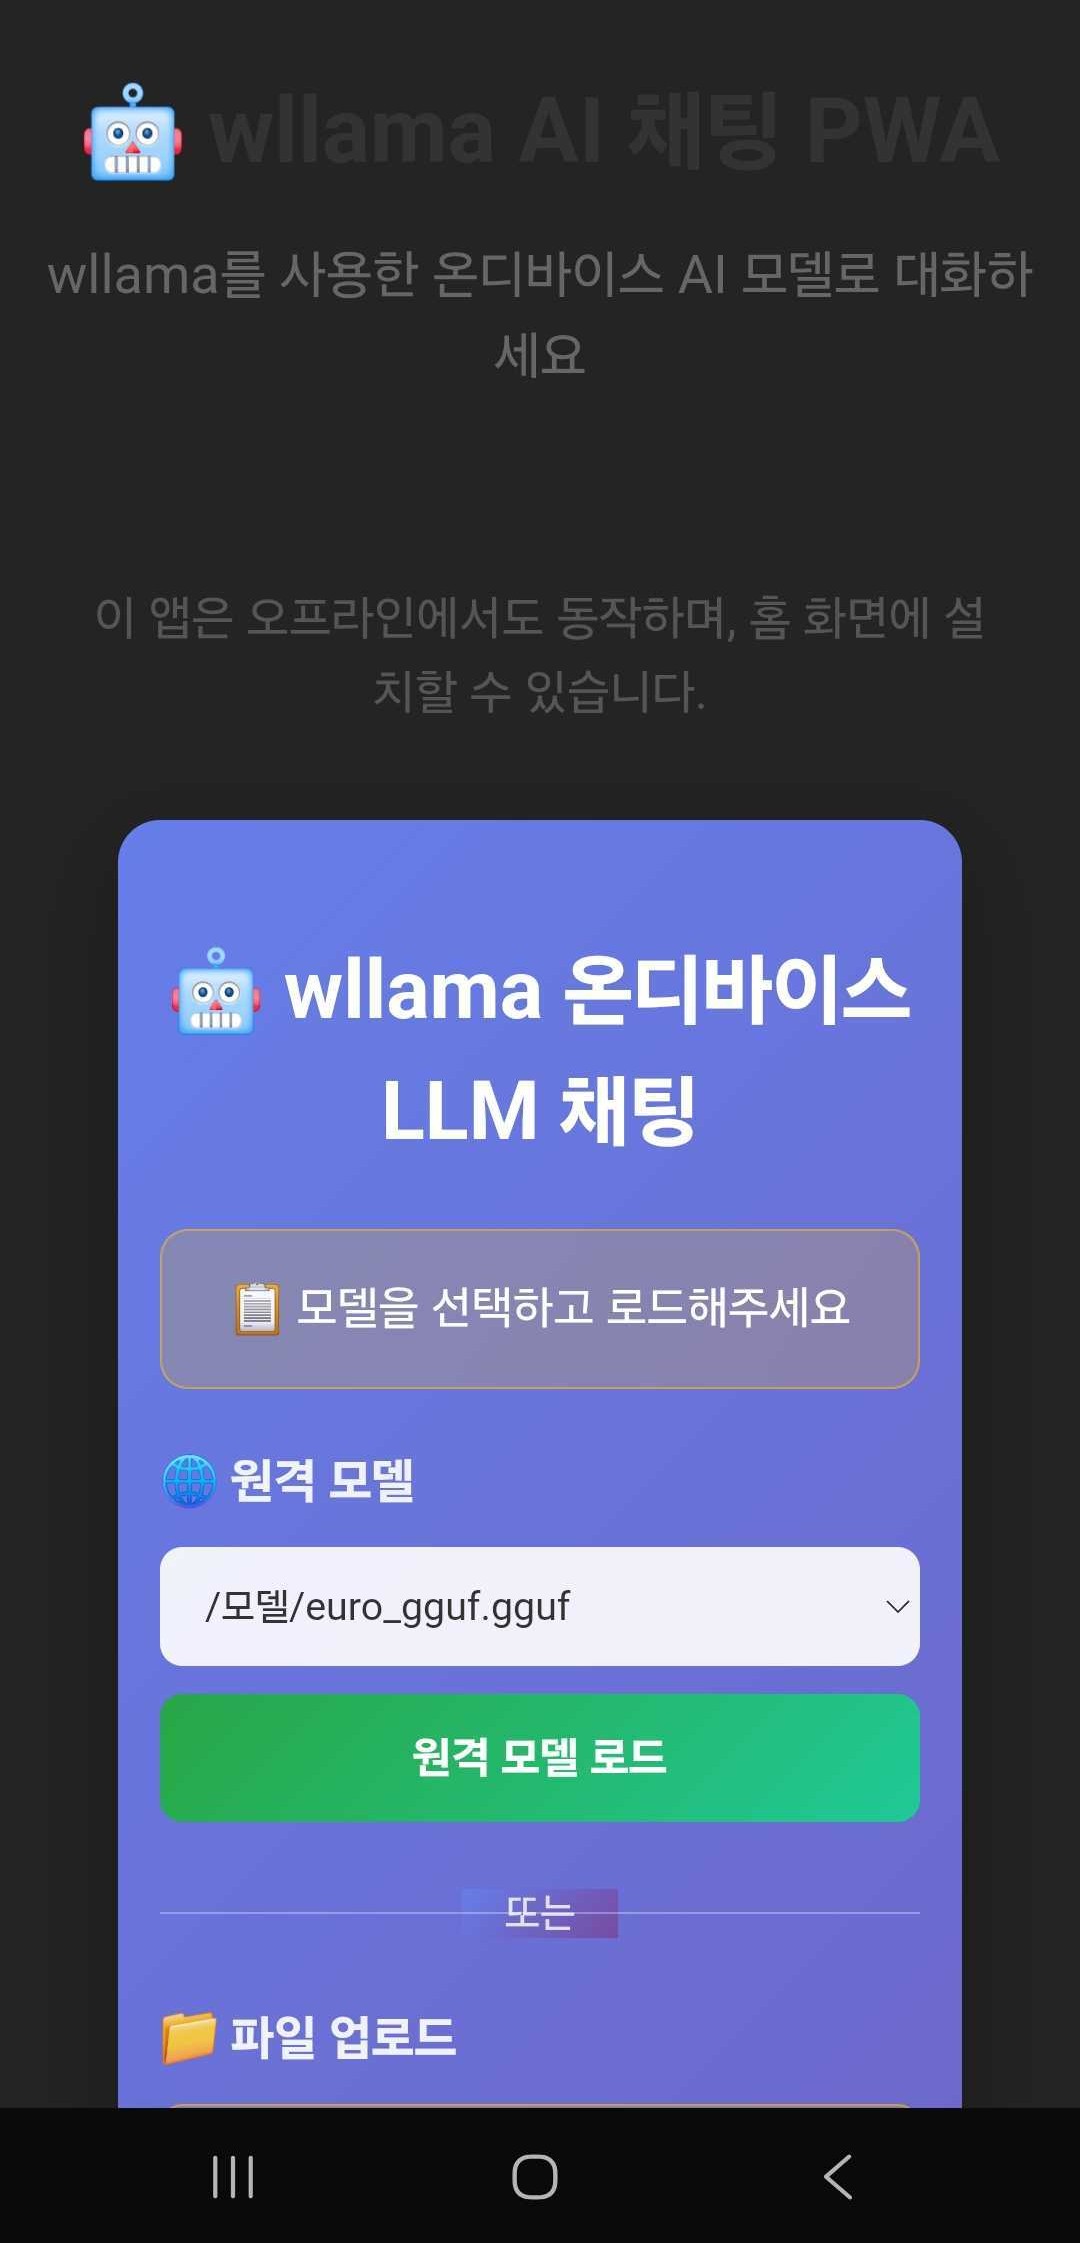 wllama AI 채팅 PWA
wllama를 사용한 온디바이스 AI 모델로 대화하
세요
이 앱은 오프라인에서도 동작하며, 홈 화면에 설
치할 수 있습니다.
wllama 온디바이스
LLM 채팅
모델을 선택하고 로드해주세요
원격 모델
/모델/euro_gguf.gguf
원격 모델 로드
또는
파일 업로드